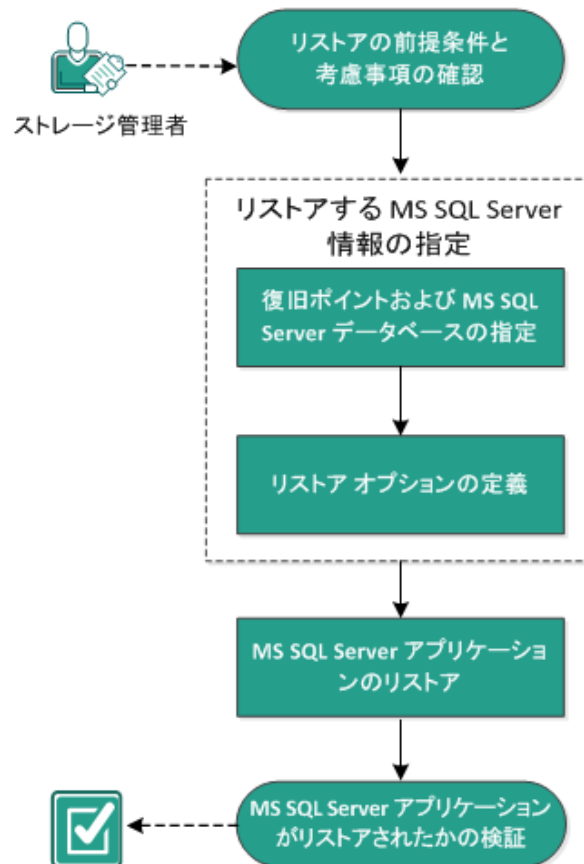 リストアの前提条件と
考慮事項の確認
ストレージ管理者
リストアする MS SQL Server
情報の指定
復旧ポイントおよび MS SQL
Server データベースの指定
リストア オプションの定義
MS SQL Server アプリケーショ
ンのリストア
MS SQL Server アプリケーション
がリストアされたかの検証